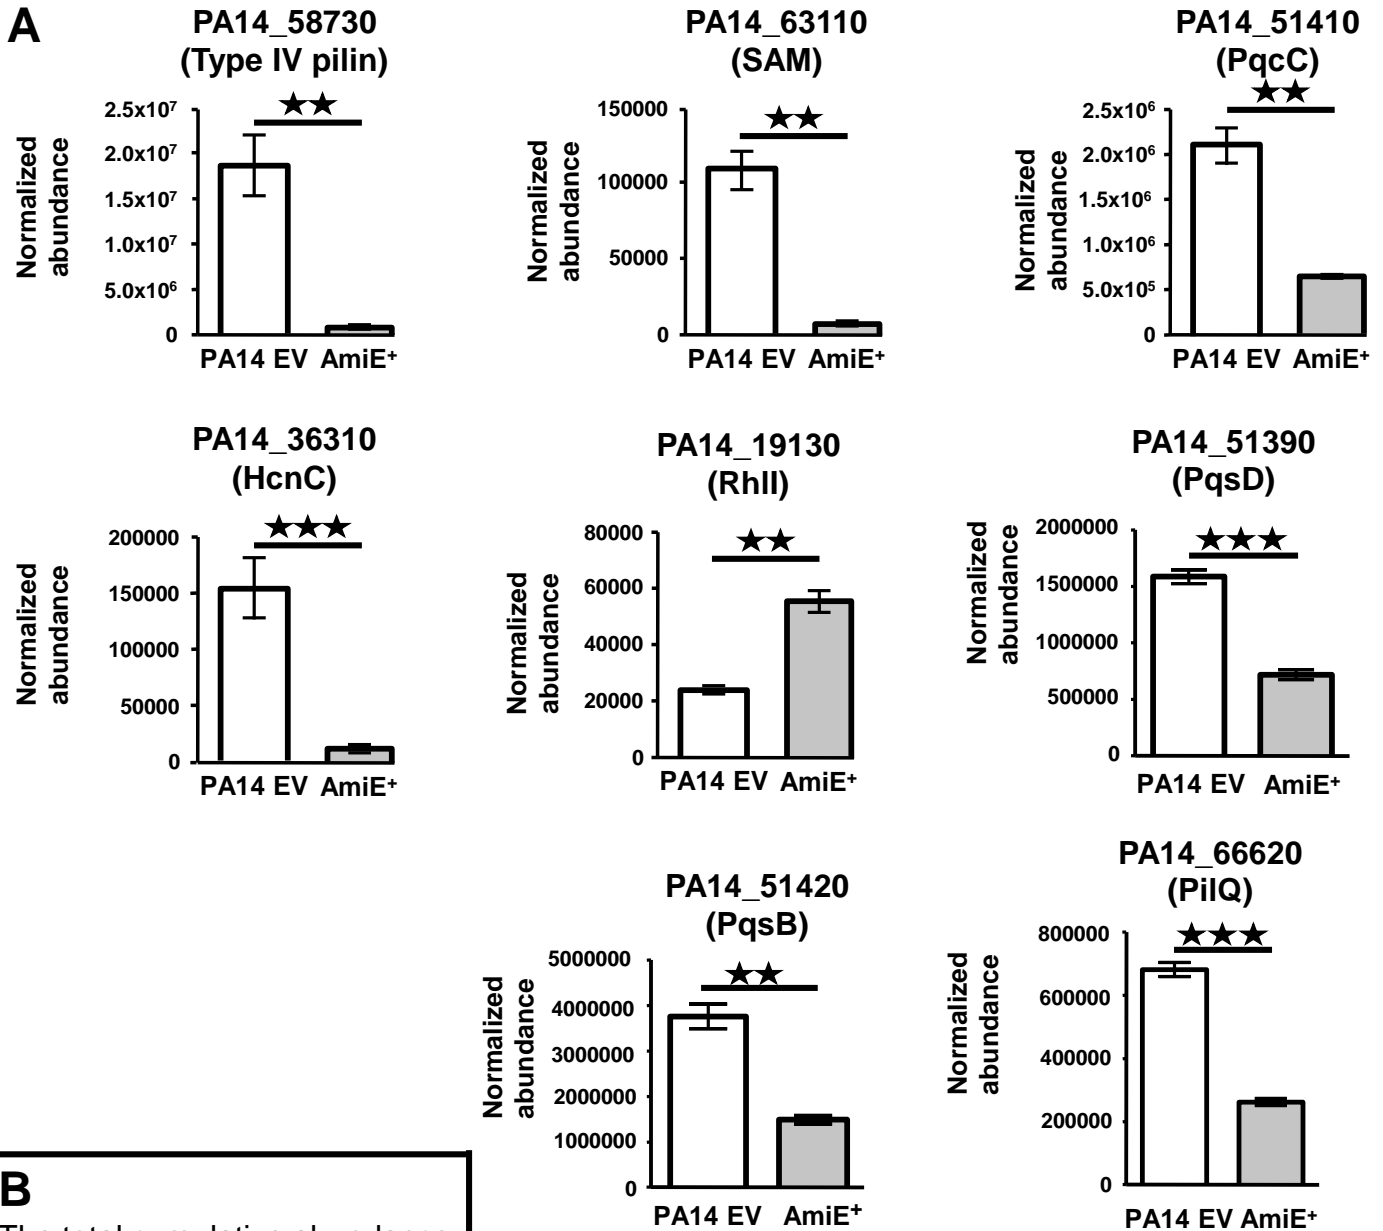 A
PA14_58730
(Type IV pilin)
★★
Normalized
abundance
2.5x10⁷
2.0x10⁷
1.5x10⁷
1.0x10⁷
5.0x10⁶
0
PA14 EV AmiE⁺
PA14_63110
(SAM)
★★
Normalized
abundance
150000
100000
50000
0
PA14 EV AmiE⁺
PA14_51410
(PqcC)
★★
Normalized
abundance
2.5x10⁶
2.0x10⁶
1.5x10⁶
1.0x10⁶
5.0x10⁵
0
PA14 EV AmiE⁺
PA14_36310
(HcnC)
★★★
Normalized
abundance
200000
150000
100000
50000
0
PA14 EV AmiE⁺
PA14_19130
(RhlI)
★★
Normalized
abundance
80000
60000
40000
20000
0
PA14 EV AmiE⁺
PA14_51390
(PqsD)
★★★
Normalized
abundance
2000000
1500000
1000000
500000
0
PA14 EV AmiE⁺
PA14_51420
(PqsB)
★★
Normalized
abundance
5000000
4000000
3000000
2000000
1000000
0
PA14 EV AmiE⁺
PA14_66620
(PilQ)
★★★
Normalized
abundance
800000
600000
400000
200000
0
PA14 EV AmiE⁺
B
The total cumulative abundance